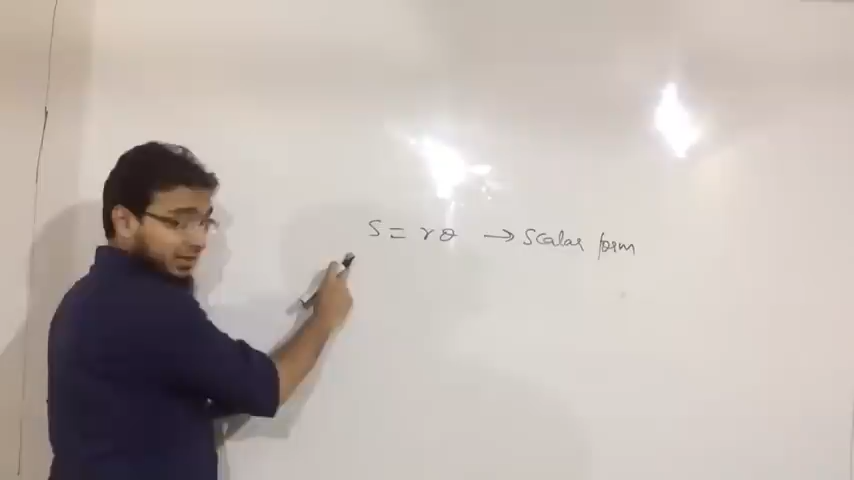 S = rθ → Scalar form